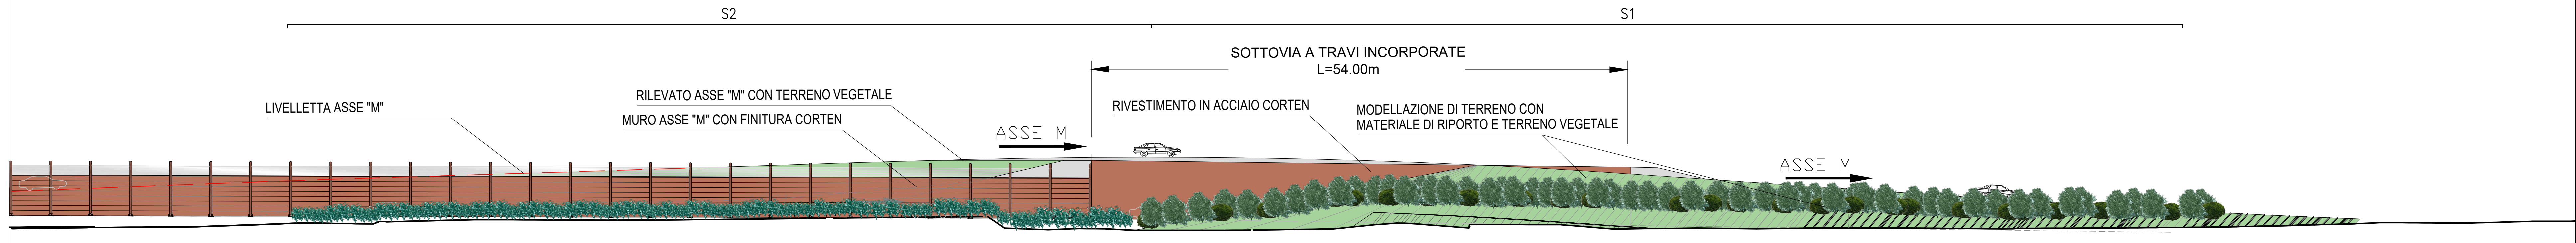 S2
S1
SOTTOVIA A TRAVI INCORPORATE
L=54.00m
LIVELLETTA ASSE "M"
RILEVATO ASSE "M" CON TERRENO VEGETALE
MURO ASSE "M" CON FINITURA CORTEN
ASSE M
RIVESTIMENTO IN ACCIAIO CORTEN
MODELLAZIONE DI TERRENO CON
MATERIALE DI RIPORTO E TERRENO VEGETALE
ASSE M